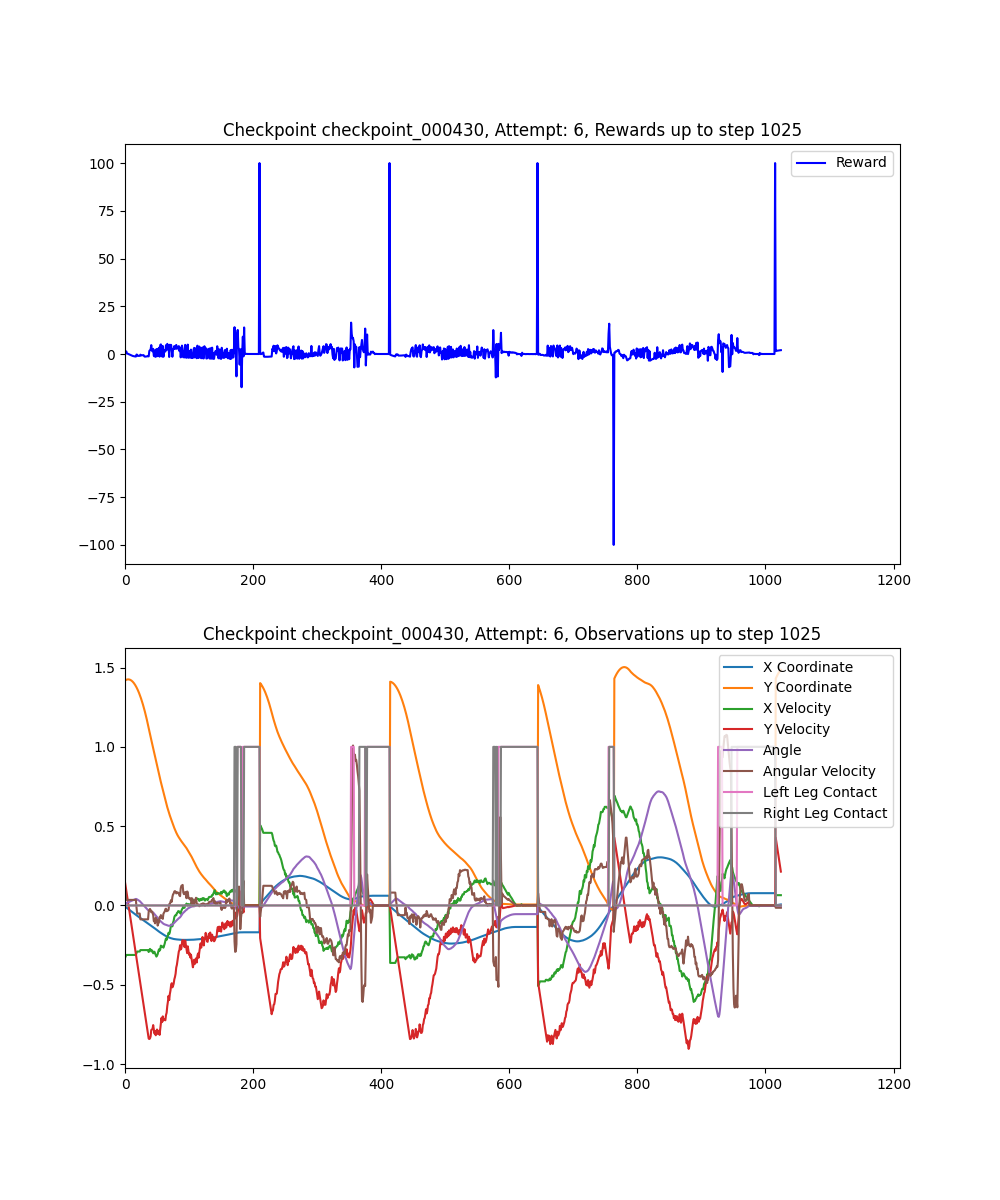 Checkpoint checkpoint_000430, Attempt: 6, Rewards up to step 1025
100
75
50
25
0
−25
−50
−75
−100
Reward
0 200 400 600 800 1000 1200
Checkpoint checkpoint_000430, Attempt: 6, Observations up to step 1025
1.5
1.0
0.5
0.0
−0.5
−1.0
X Coordinate
Y Coordinate
X Velocity
Y Velocity
Angle
Angular Velocity
Left Leg Contact
Right Leg Contact
0 200 400 600 800 1000 1200